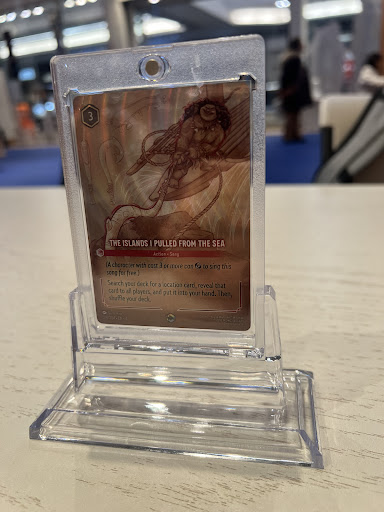 3
THE ISLANDS I PULLED FROM THE SEA
Action • Song
(A character with cost 3 or more can to sing this
song for free.)
Search your deck for a location card, reveal that
card to all players, and put it into your hand. Then,
shuffle your deck.